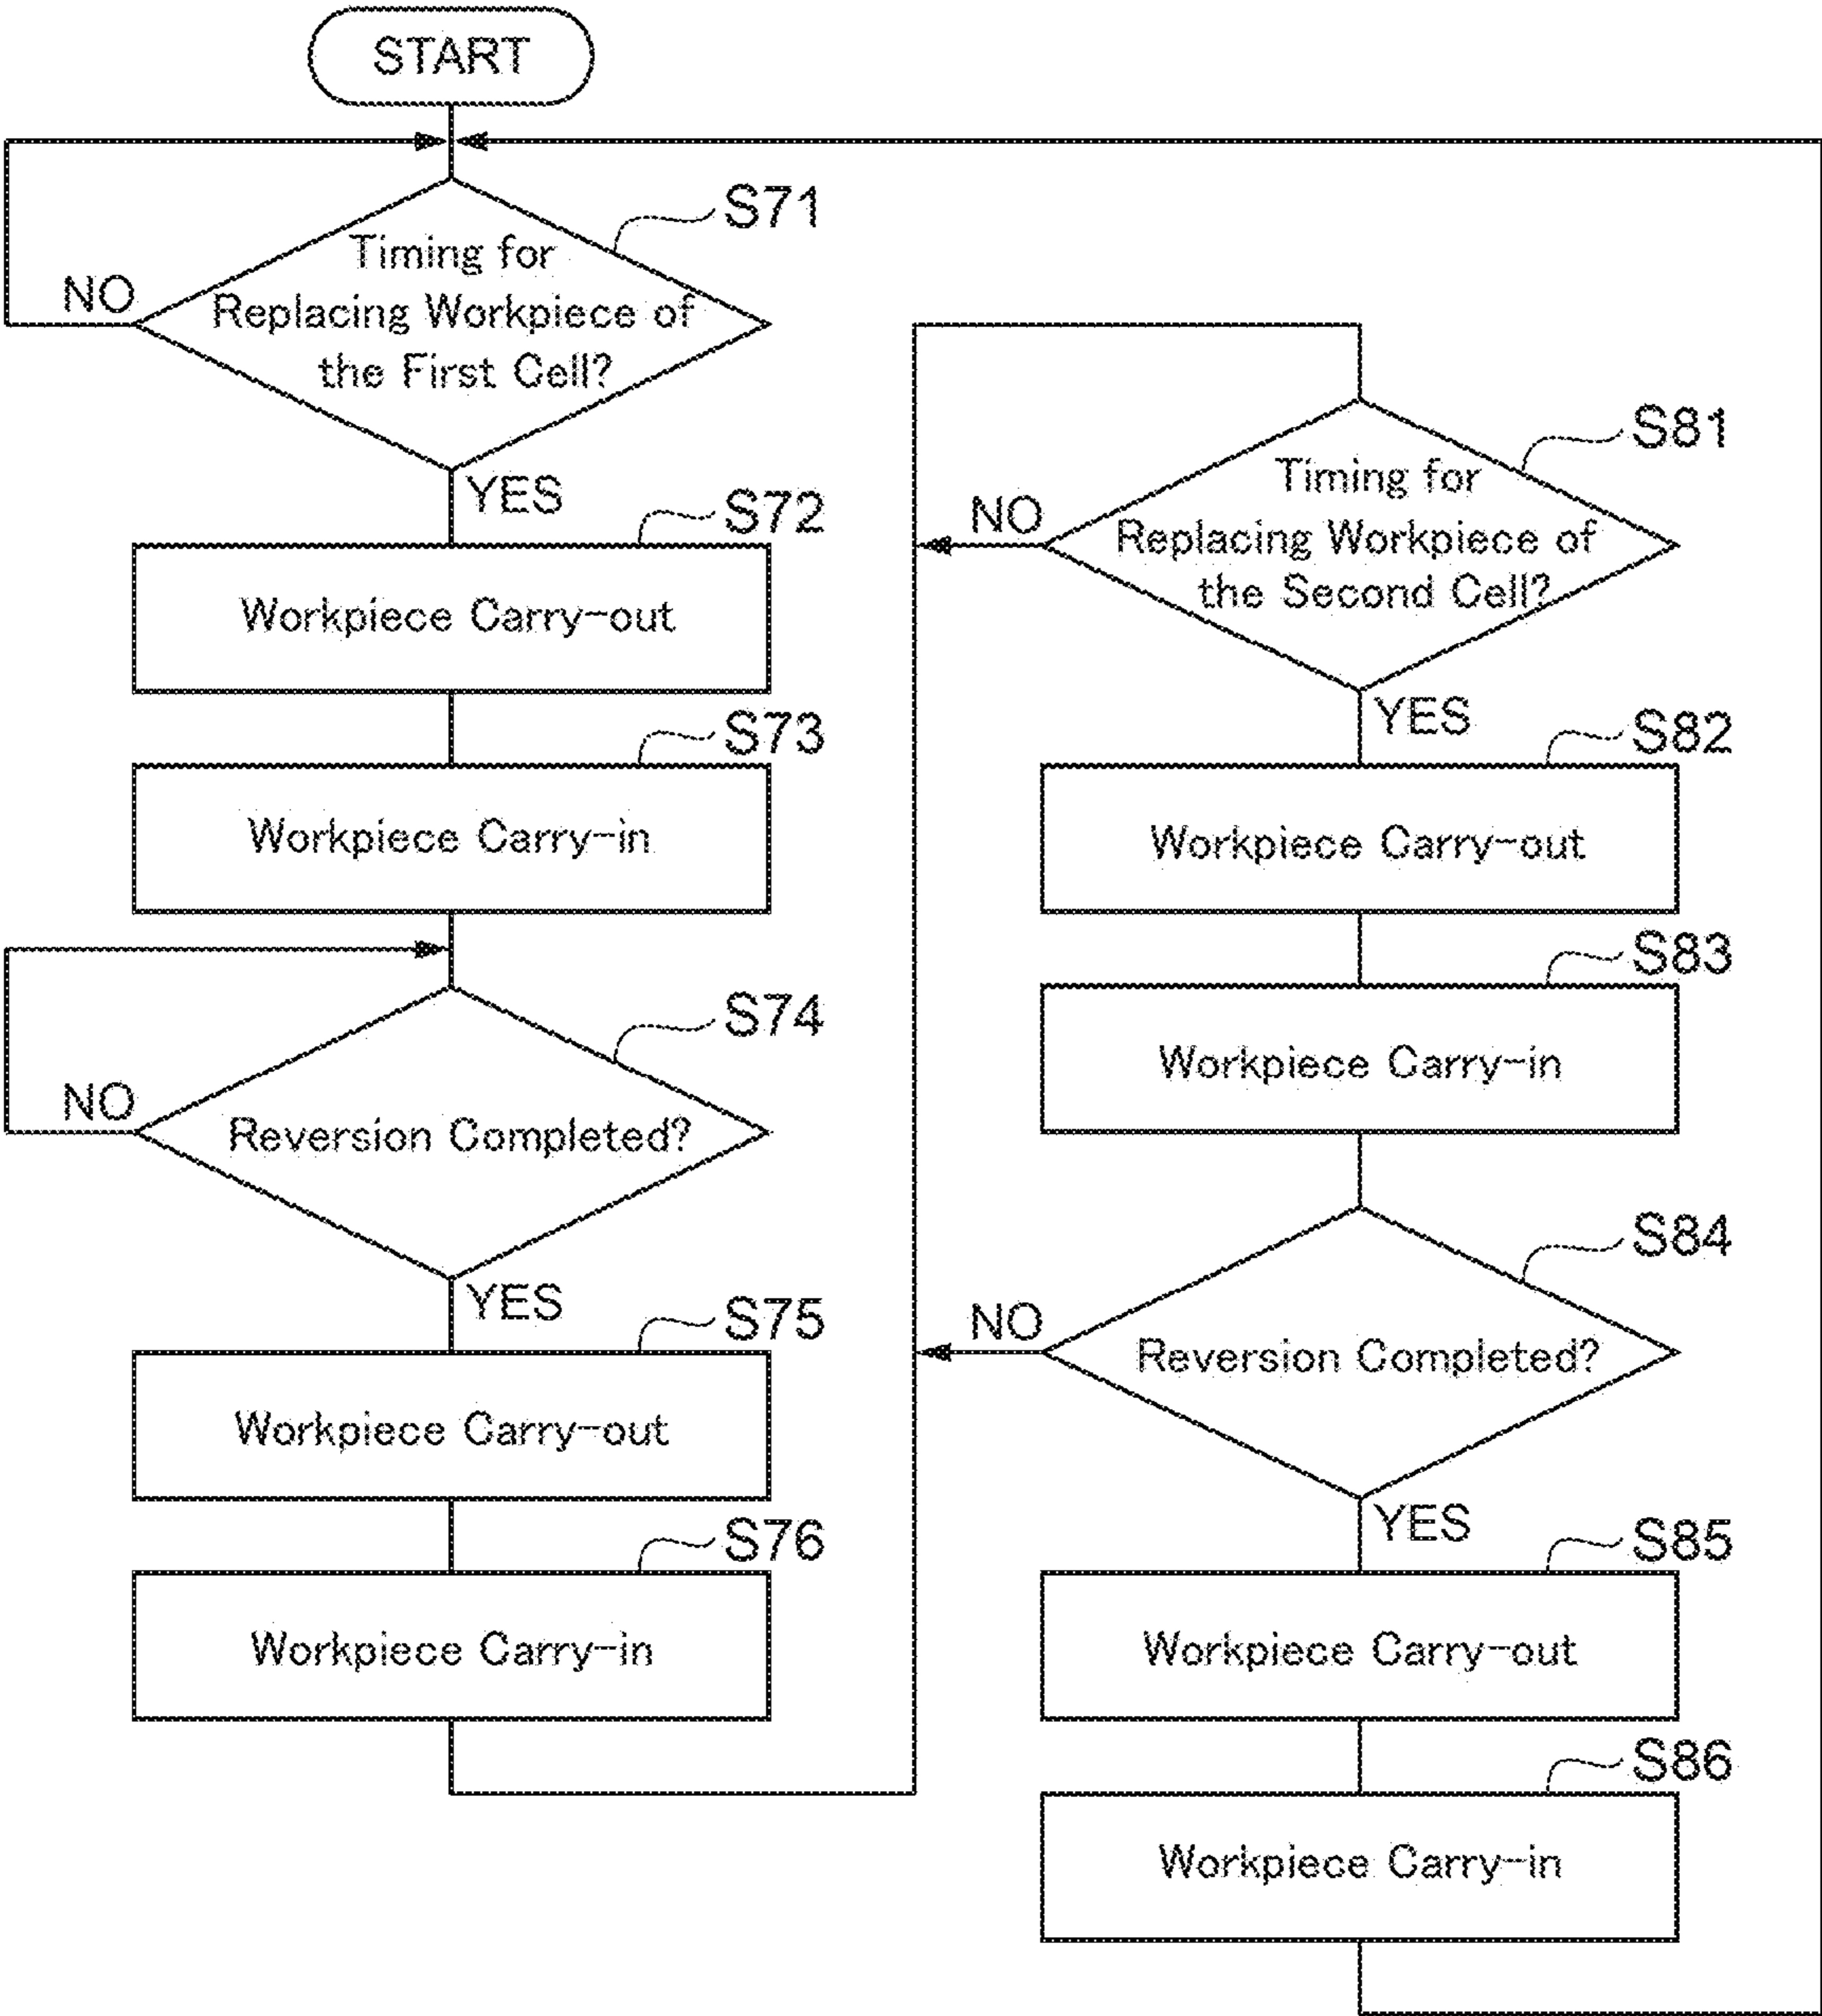 START
S71
Timing for
Replacing Workpiece of
the First Cell?
NO
YES
S72
Workpiece Carry-out
S73
Workpiece Carry-in
S74
NO
Reversion Completed?
YES
S75
Workpiece Carry-out
S76
Workpiece Carry-in
S81
Timing for
Replacing Workpiece of
the Second Cell?
NO
YES
S82
Workpiece Carry-out
S83
Workpiece Carry-in
S84
NO
Reversion Completed?
YES
S85
Workpiece Carry-out
S86
Workpiece Carry-in